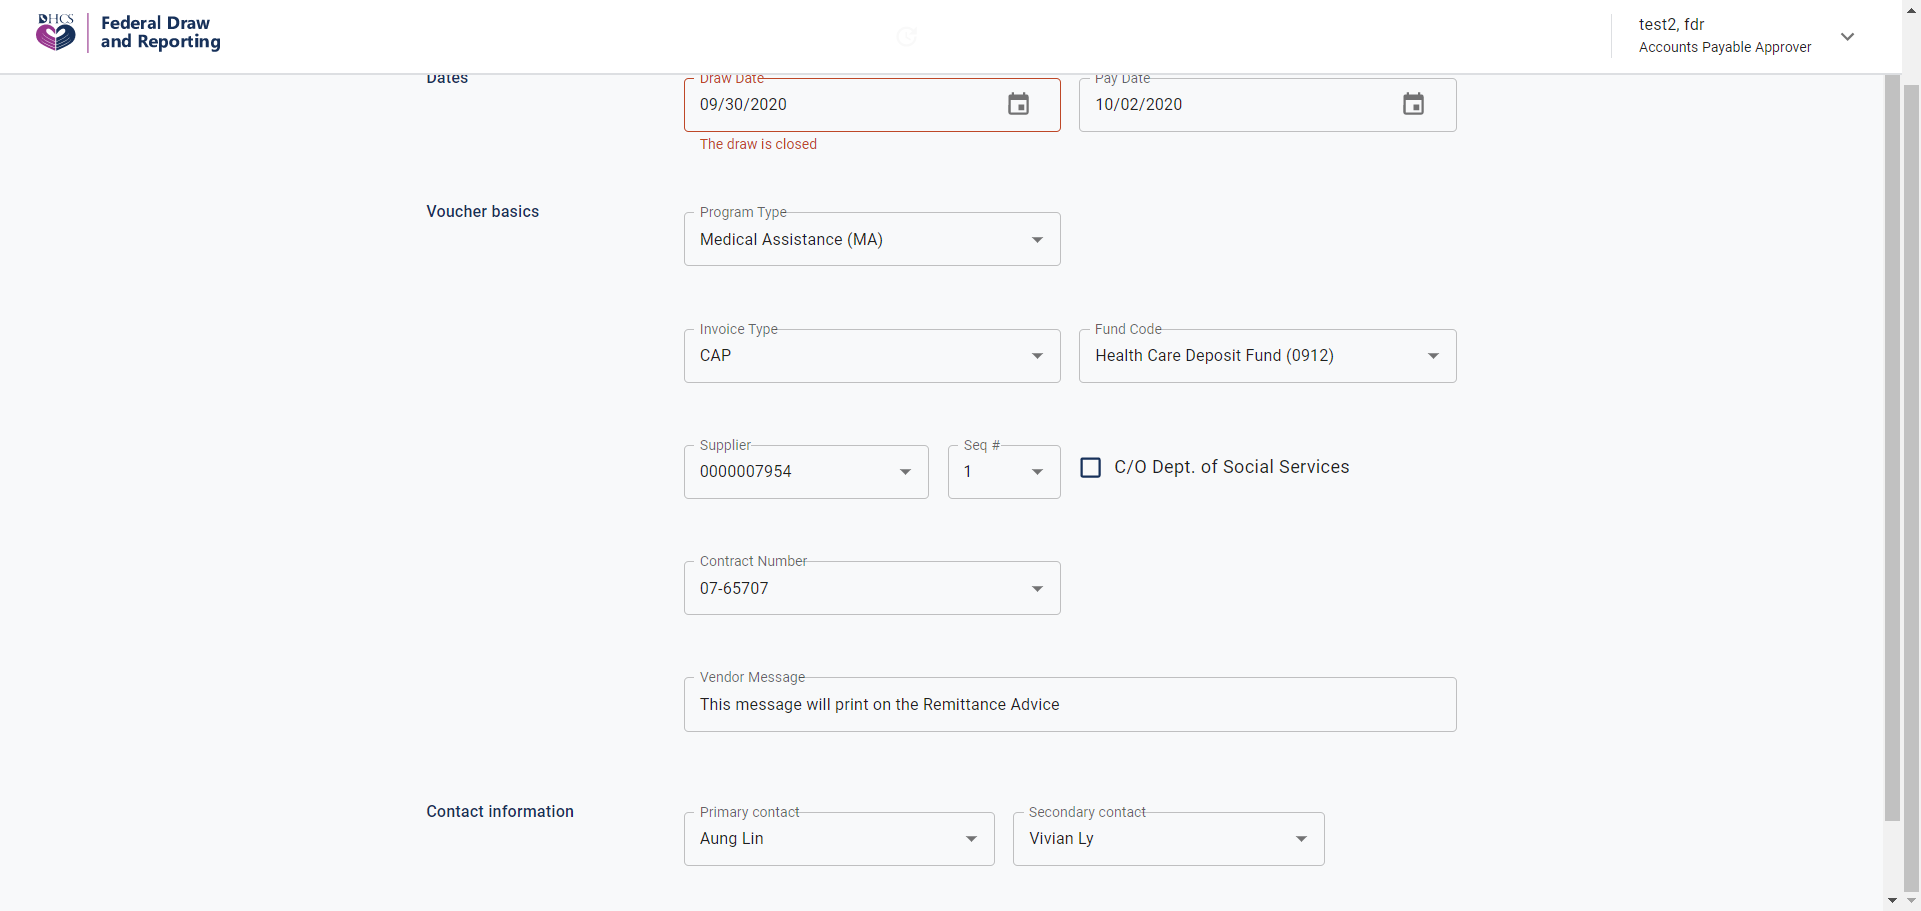 DHCS
Federal Draw
and Reporting
test2, fdr
Accounts Payable Approver
Dates
Draw Date
09/30/2020
Pay Date
10/02/2020
The draw is closed
Voucher basics
Program Type
Medical Assistance (MA)
Invoice Type
CAP
Fund Code
Health Care Deposit Fund (0912)
Supplier
0000007954
Seq #
1
C/O Dept. of Social Services
Contract Number
07-65707
Vendor Message
This message will print on the Remittance Advice
Contact information
Primary contact
Aung Lin
Secondary contact
Vivian Ly